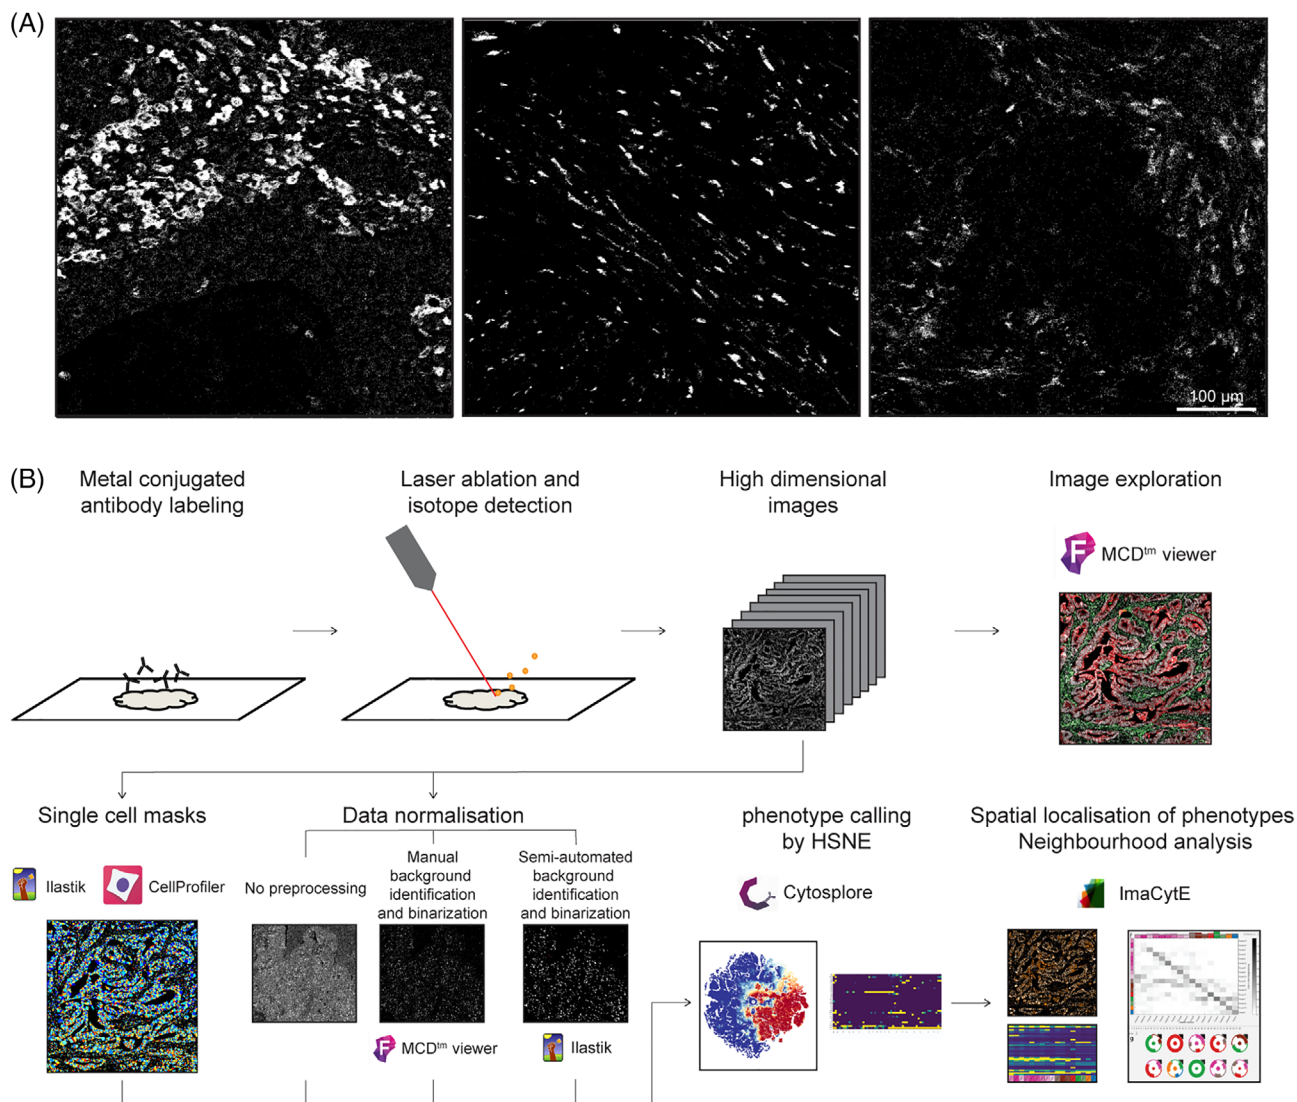 (A)
100 µm
(B)
Metal conjugated
antibody labeling
Laser ablation and
isotope detection
High dimensional
images
Image exploration
F
MCDtm viewer
Single cell masks
Data normalisation
phenotype calling
by HSNE
Spatial localisation of phenotypes
Neighbourhood analysis
Ilastik
CellProfiler
No preprocessing
Manual
background
identification
and binarization
Semi-automated
background
identification
and binarization
Cytosplore
ImaCytE
F
MCDtm viewer
Ilastik